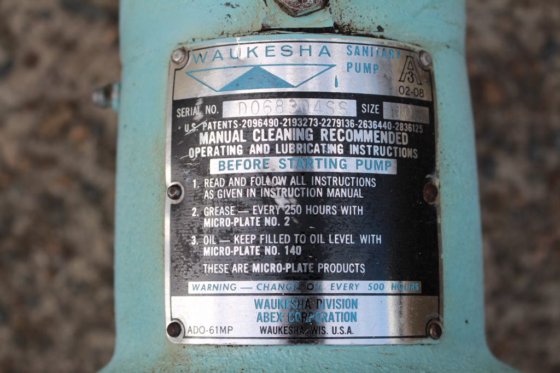 WAUKESHA SANITARY PUMP
A 3
02-08
SERIAL NO. D068304SS SIZE
U.S. PATENTS-2096490-2193273-2279136-2636440-2836125
MANUAL CLEANING RECOMMENDED
OPERATING AND LUBRICATING INSTRUCTIONS
BEFORE STARTING PUMP
1. READ AND FOLLOW ALL INSTRUCTIONS
AS GIVEN IN INSTRUCTION MANUAL
2. GREASE — EVERY 250 HOURS WITH
MICRO-PLATE NO. 2
3. OIL — KEEP FILLED TO OIL LEVEL WITH
MICRO-PLATE NO. 140
THESE ARE MICRO-PLATE PRODUCTS
WARNING — CHANGE OIL EVERY 500 HOURS
WAUKESHA DIVISION
ABEX CORPORATION
ADO-61MP WAUKESHA, WIS. U.S.A.